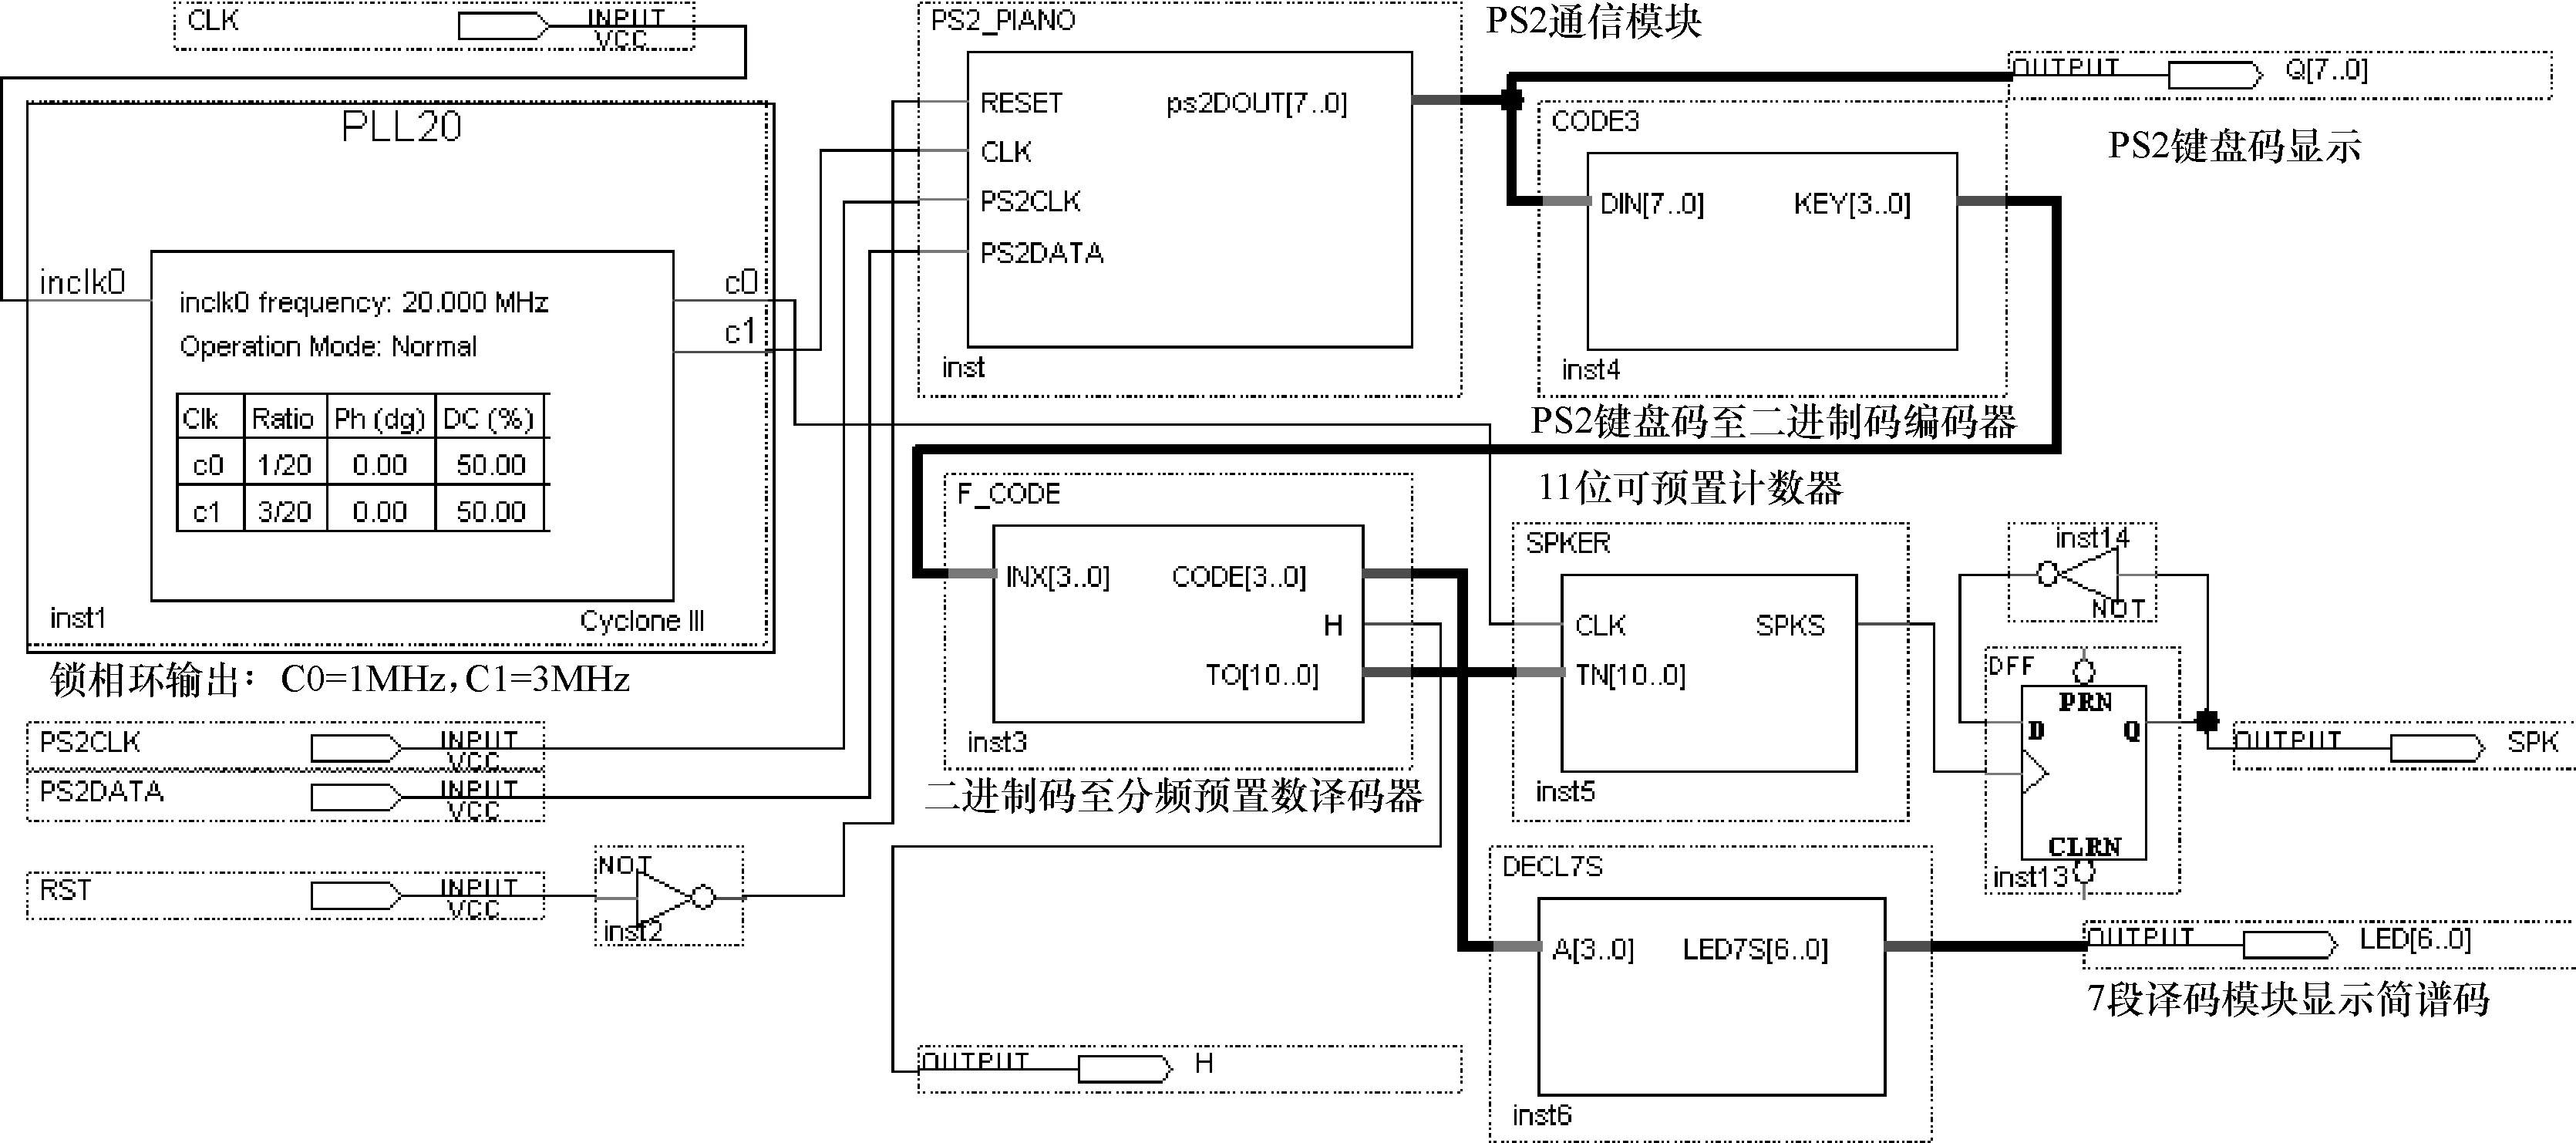 CLK
INPUT
VCC
PLL20
inclk0
inclk0 frequency: 20.000 MHz
Operation Mode: Normal
Clk Ratio Ph (dg) DC (%)
c0 1/20 0.00 50.00
c1 3/20 0.00 50.00
c0
c1
inst1
Cyclone III
锁相环输出：C0=1MHz，C1=3MHz
PS2CLK
INPUT
VCC
PS2DATA
INPUT
VCC
RST
INPUT
VCC
NOT
inst2
PS2_PIANO
RESET
CLK
PS2CLK
PS2DATA
ps2DOUT[7..0]
inst
PS2通信模块
OUTPUT
Q[7..0]
PS2键盘码显示
CODE3
DIN[7..0]
KEY[3..0]
inst4
PS2键盘码至二进制码编码器
F_CODE
INX[3..0]
CODE[3..0]
H
TO[10..0]
inst3
二进制码至分频预置数译码器
11位可预置计数器
SPKER
CLK
SPKS
TN[10..0]
inst5
inst14
NOT
DFF
PRN
D
Q
CLRN
inst13
OUTPUT
SPK
DECL7S
A[3..0]
LED7S[6..0]
inst6
OUTPUT
LED[6..0]
7段译码模块显示简谱码
OUTPUT
H